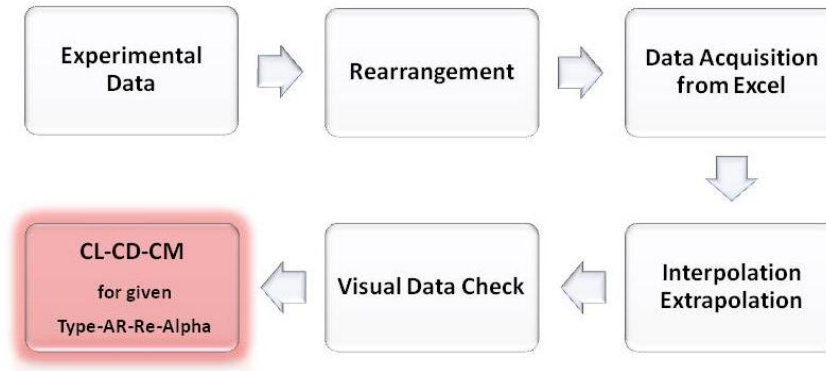 Experimental
Data
Rearrangement
Data Acquisition
from Excel
Interpolation
Extrapolation
Visual Data Check
CL-CD-CM
for given
Type-AR-Re-Alpha